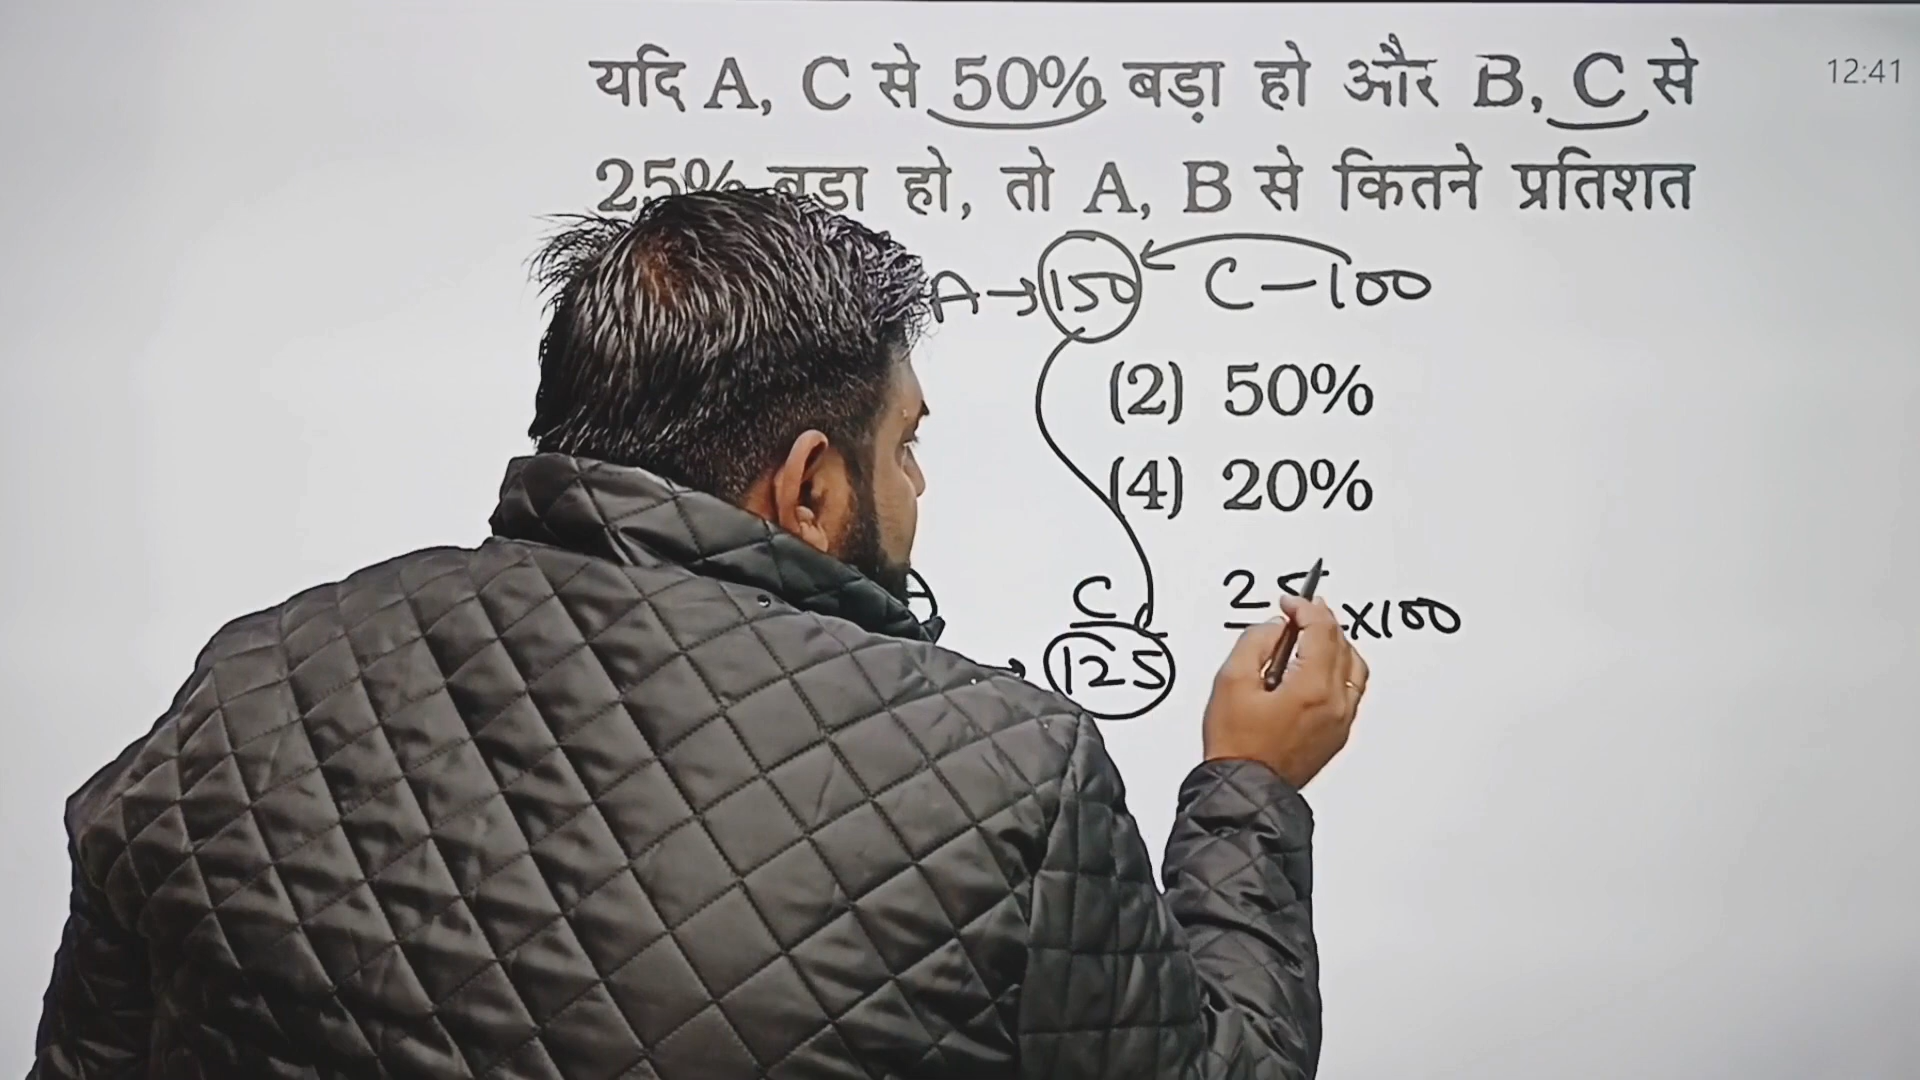 यदि A, C से 50% बड़ा हो और B, C से
12:41
25% बड़ा हो, तो A, B से कितने प्रतिशत
A → 150 C - 100
(2) 50%
(4) 20%
C 25 × 100
125